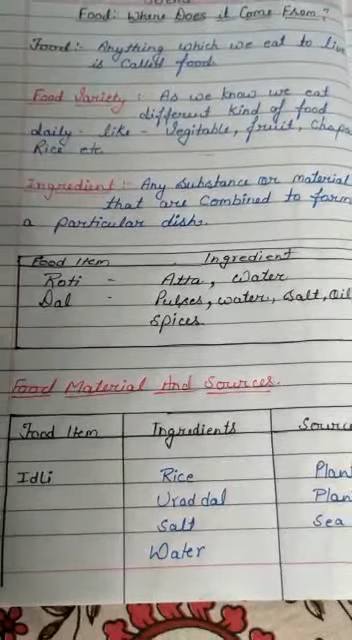 Food: Where Does it Come From?
Food:- Anything which we eat to live
is called food
Food Variety: As we know we eat
different kind of food
daily - like - Vegitable, fruit, Chapa
Rice etc
Ingredient:- Any substance or material
that are combined to form
a particular dish.
Food Item Ingredient
Roti - Atta, water
Dal - Pulses, water, Salt, Oil
Spices
Food Material And Sources.
Food Item Ingredients Source
Idli Rice Plan
Urad dal Plan
Salt Sea
Water